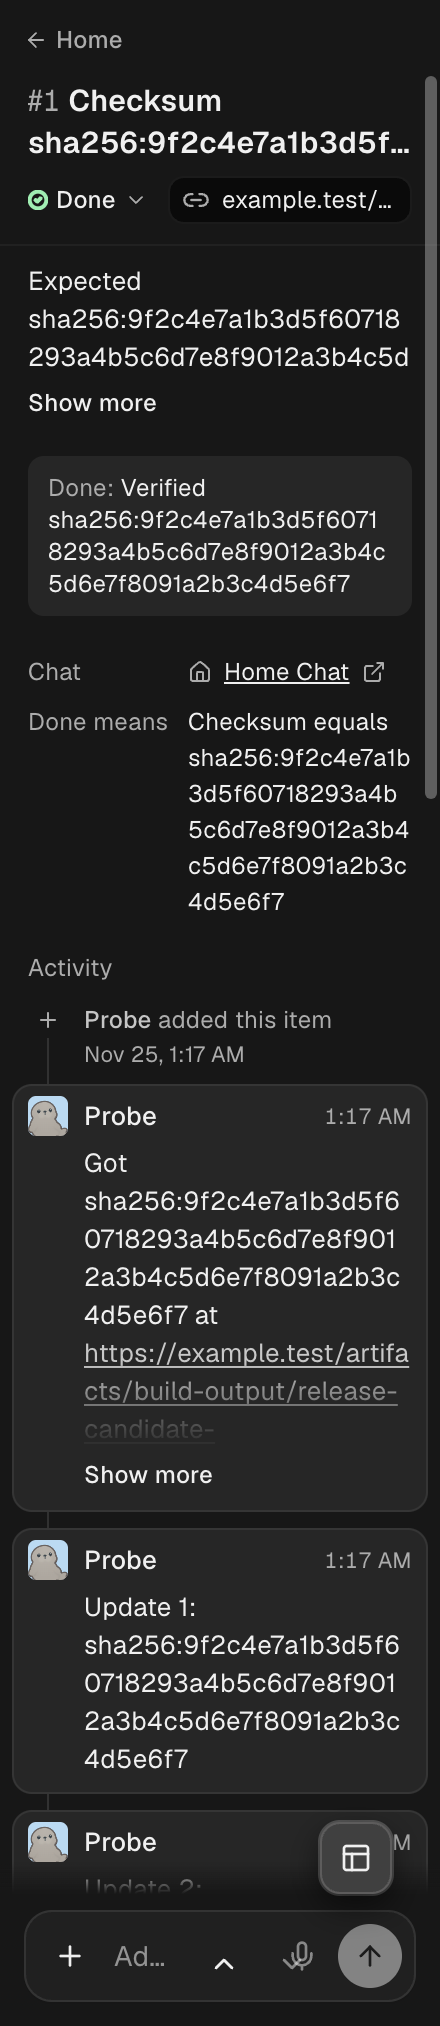 Home
#1 Checksum
sha256:9f2c4e7a1b3d5f...
Done
example.test/...
Expected
sha256:9f2c4e7a1b3d5f60718
293a4b5c6d7e8f9012a3b4c5d
Show more
Done: Verified
sha256:9f2c4e7a1b3d5f6071
8293a4b5c6d7e8f9012a3b4c
5d6e7f8091a2b3c4d5e6f7
Chat
Home Chat
Done means
Checksum equals
sha256:9f2c4e7a1b
3d5f60718293a4b
5c6d7e8f9012a3b4
c5d6e7f8091a2b3c
4d5e6f7
Activity
Probe added this item
Nov 25, 1:17 AM
Probe
1:17 AM
Got
sha256:9f2c4e7a1b3d5f6
0718293a4b5c6d7e8f901
2a3b4c5d6e7f8091a2b3c
4d5e6f7 at
https://example.test/artifa
cts/build-output/release-
candidate-
Show more
Probe
1:17 AM
Update 1:
sha256:9f2c4e7a1b3d5f6
0718293a4b5c6d7e8f901
2a3b4c5d6e7f8091a2b3c
4d5e6f7
Probe
M
Update 2:
Ad...